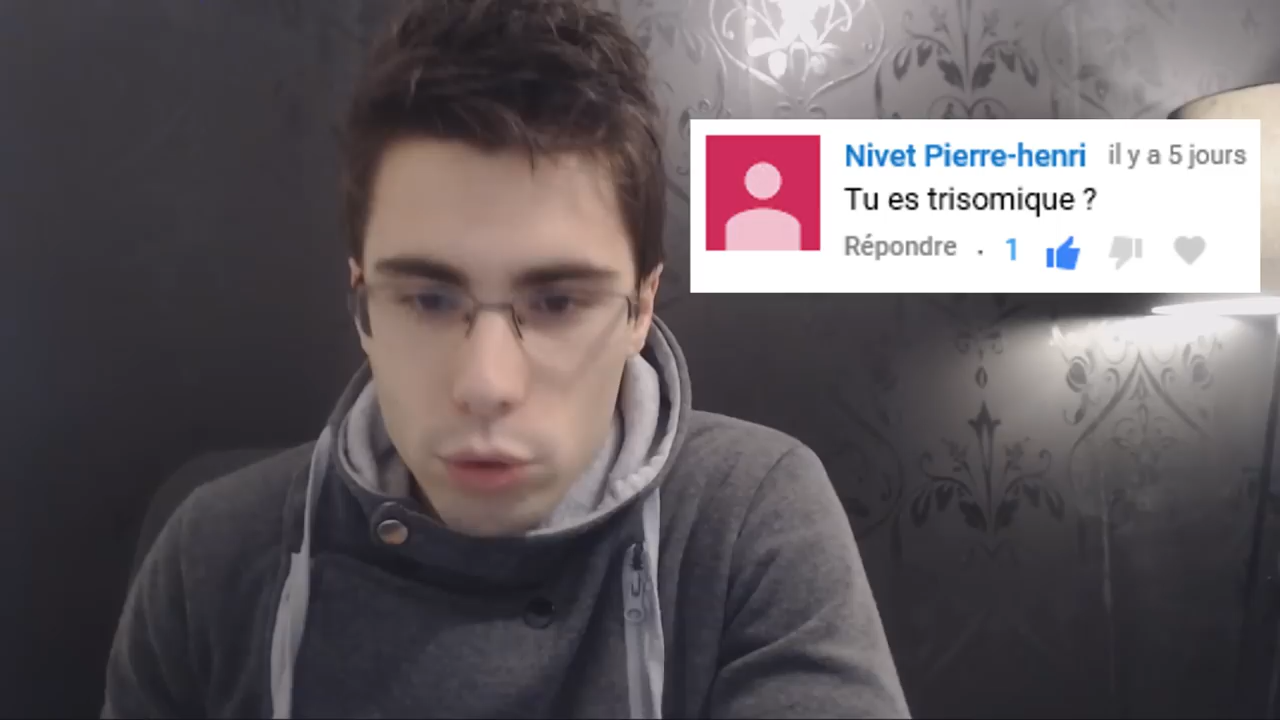 Nivet Pierre-henri il y a 5 jours
Tu es trisomique ?
Répondre · 1